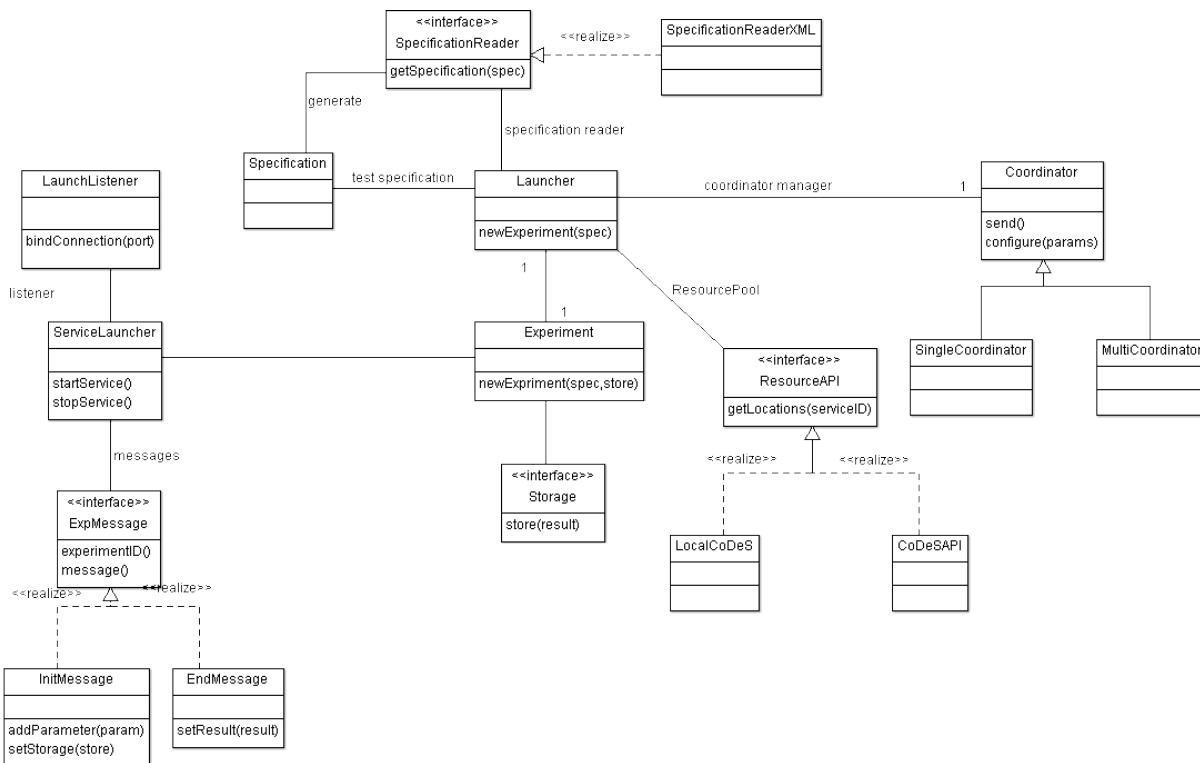 <<interface>>
SpecificationReader
getSpecification(spec)
<<realize>>
SpecificationReaderXML
generate
specification reader
Specification
test specification
LaunchListener
bindConnection(port)
Launcher
newExperiment(spec)
coordinator manager
1
Coordinator
send()
configure(params)
listener
1
1
ResourcePool
ServiceLauncher
startService()
stopService()
Experiment
newExpriment(spec,store)
<<interface>>
ResourceAPI
getLocations(serviceID)
SingleCoordinator
MultiCoordinator
messages
<<interface>>
ExpMessage
experimentID()
message()
<<interface>>
Storage
store(result)
<<realize>>
<<realize>>
LocalCoDeS
CoDeSAPI
<<realize>>
<<realize>>
InitMessage
addParameter(param)
setStorage(store)
EndMessage
setResult(result)